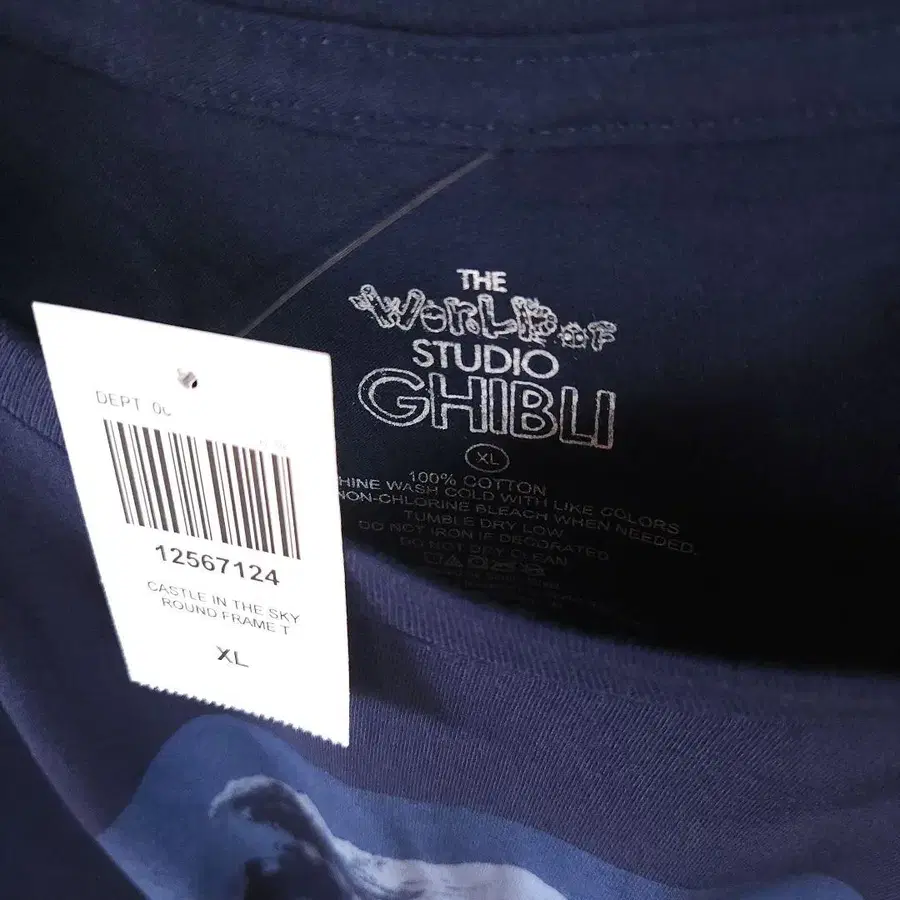 THE
WORLD OF
STUDIO
GHIBLI
XL
100% COTTON
HINE WASH COLD WITH LIKE COLORS
NON-CHLORINE BLEACH WHEN NEEDED.
TUMBLE DRY LOW
DO NOT IRON IF DECORATED
DO NOT DRY CLEAN
DEPT
12567124
CASTLE IN THE SKY
ROUND FRAME T
XL